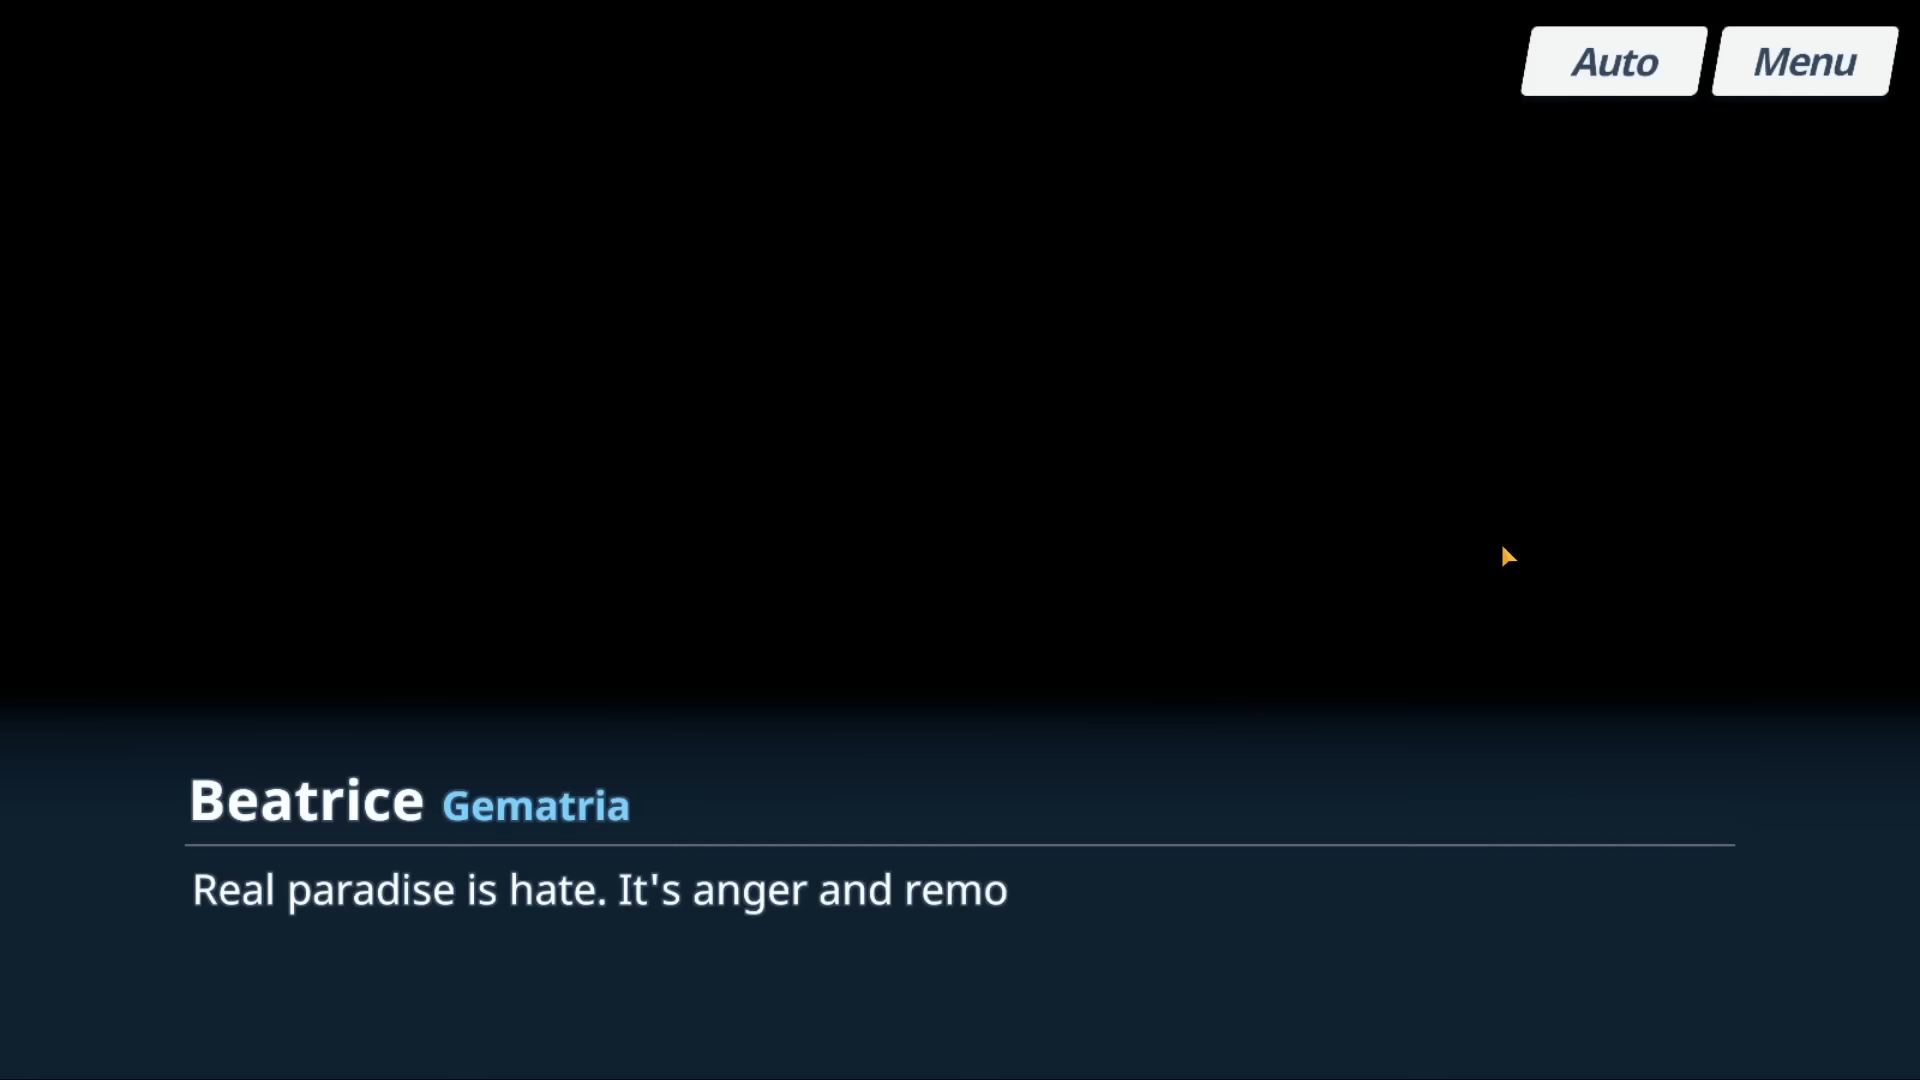 Auto Menu
Beatrice Gematria
Real paradise is hate. It's anger and remo